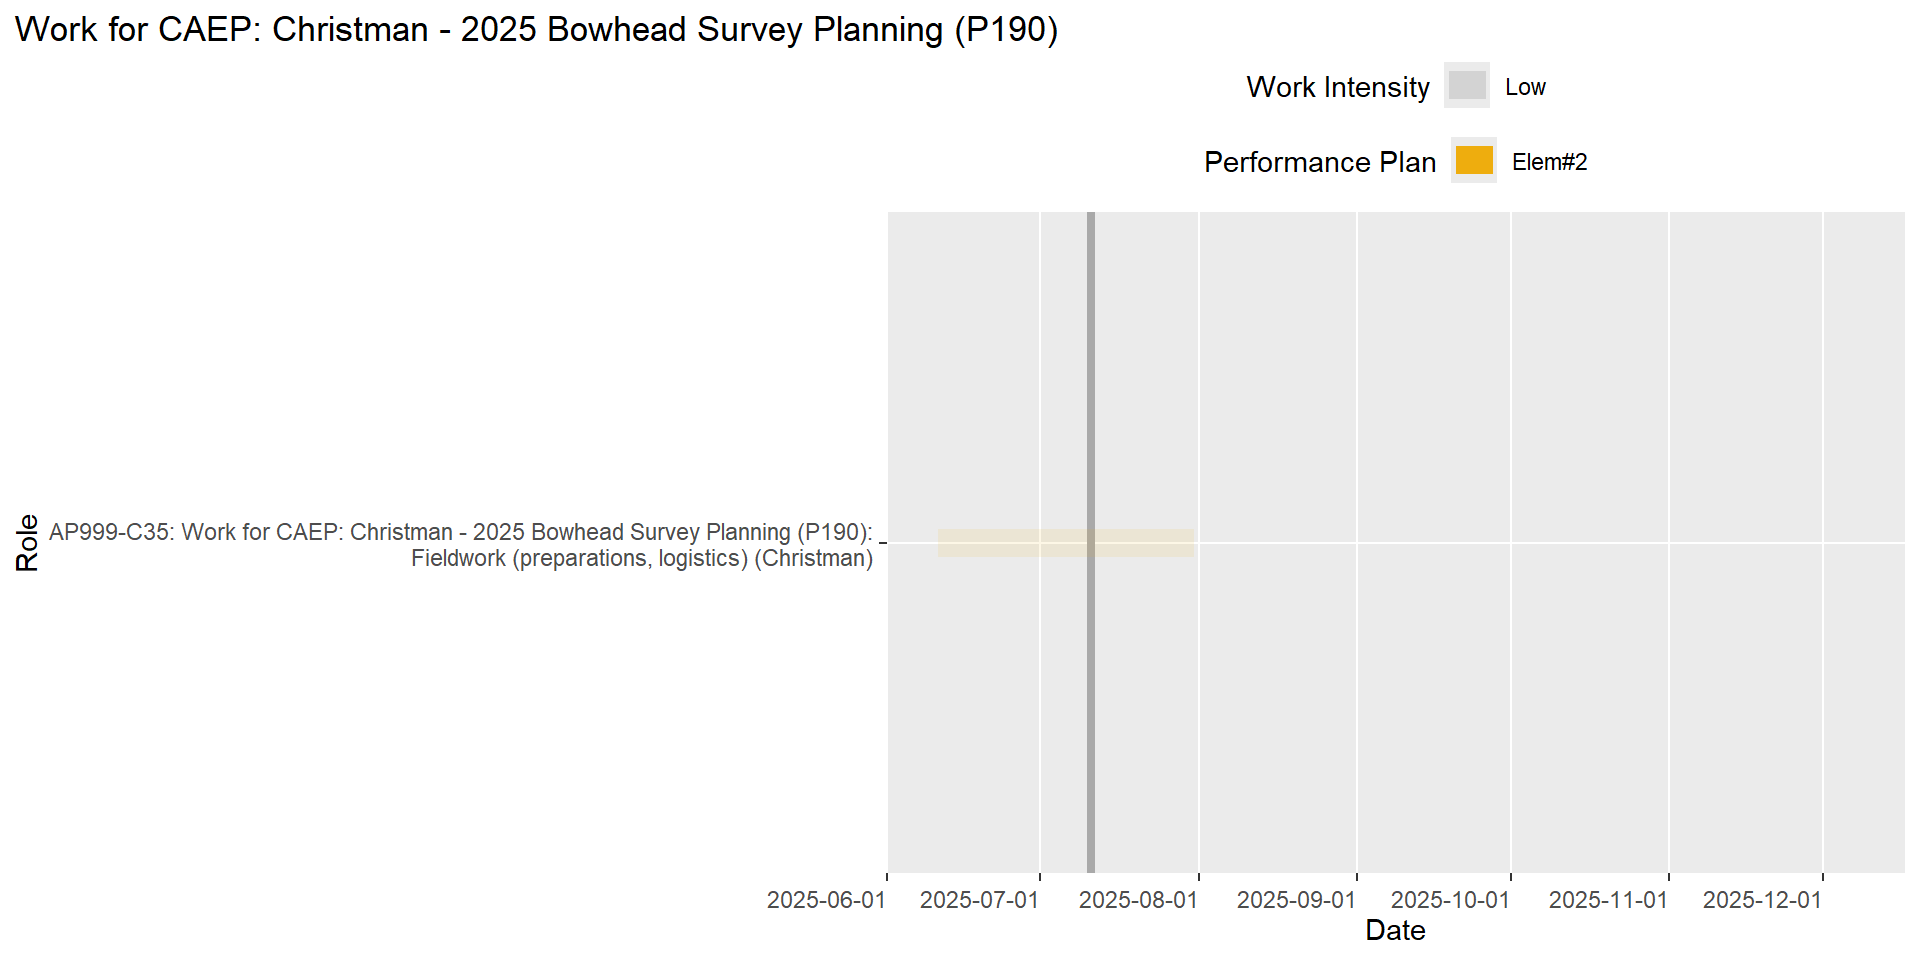 Work for CAEP: Christman - 2025 Bowhead Survey Planning (P190)
Work Intensity Low
Performance Plan Elem#2
Role
AP999-C35: Work for CAEP: Christman - 2025 Bowhead Survey Planning (P190):
Fieldwork (preparations, logistics) (Christman)
2025-06-01 2025-07-01 2025-08-01 2025-09-01 2025-10-01 2025-11-01 2025-12-01
Date